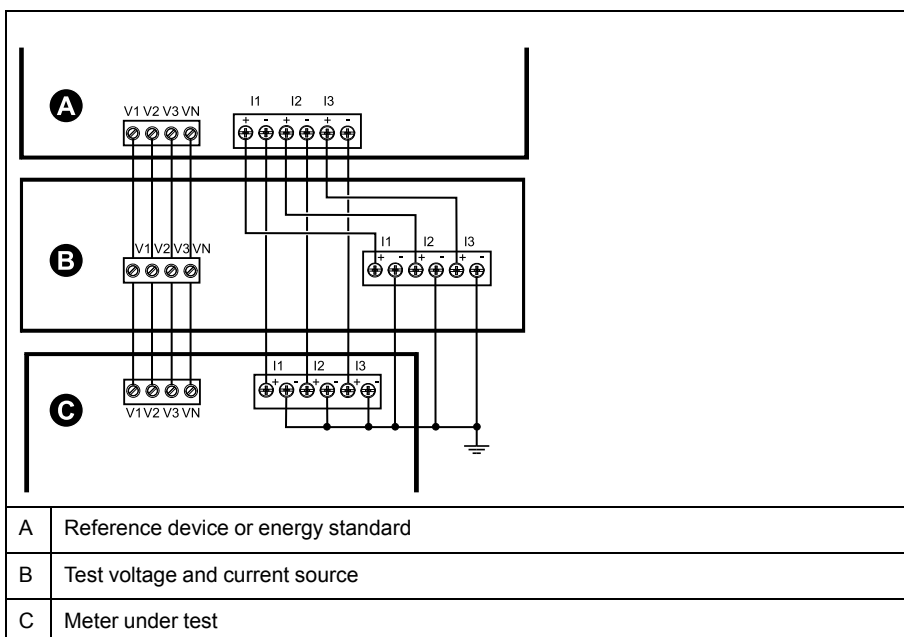 A
V1 V2 V3 VN
I1 I2 I3
+ - + - + -
B
V1 V2 V3 VN
I1 I2 I3
+ - + - + -
C
I1 I2 I3
+ - + - + -
V1 V2 V3 VN
A Reference device or energy standard
B Test voltage and current source
C Meter under test